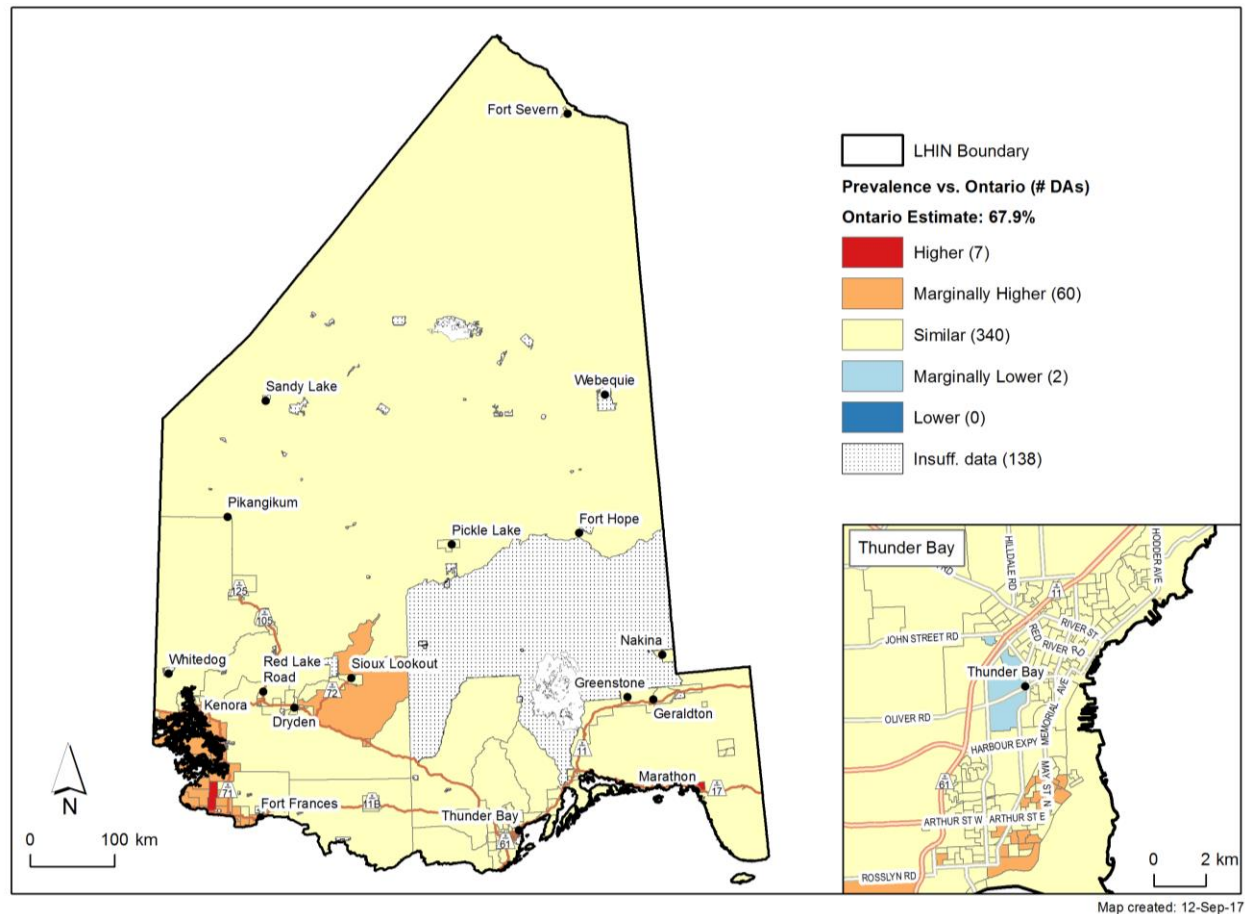 Fort Severn
Sandy Lake
Webequie
Pikangikum
Pickle Lake
Fort Hope
125
105
Nakina
Whitedog
Red Lake
Road
Sioux Lookout
72
Greenstone
Kenora
Dryden
Geraldton
11
Marathon
17
71
Fort Frances
11B
Thunder Bay
61
N
0 100 km
LHIN Boundary
Prevalence vs. Ontario (# DAs)
Ontario Estimate: 67.9%
Higher (7)
Marginally Higher (60)
Similar (340)
Marginally Lower (2)
Lower (0)
Insuff. data (138)
Thunder Bay
HILLDALE RD
HODDER AVE
RD
11
RIVER ST
JOHN STREET RD
RED RIVER RD
Thunder Bay
OLIVER RD
MEMORIAL AVE
HARBOUR EXPY
MAY ST N
61
ARTHUR ST W
ARTHUR ST E
ROSSLYN RD
0 2 km
Map created: 12-Sep-17